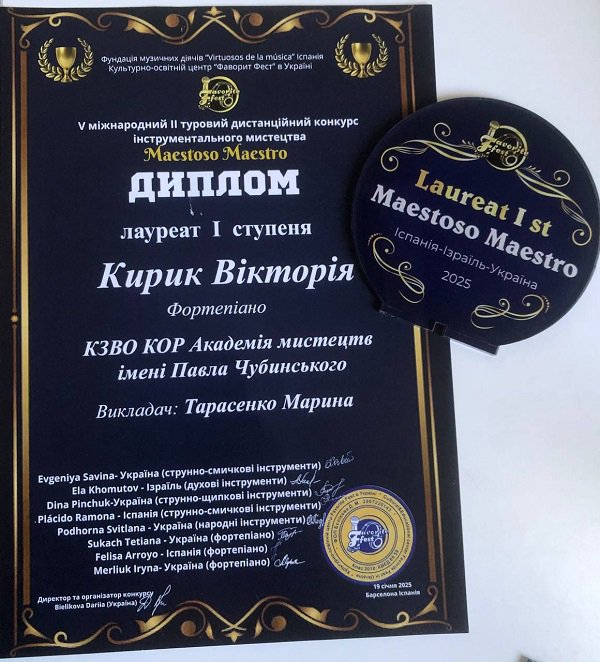 Фундація музичних діячів "Virtuosos de la música" Іспанія
Культурно-освітній центр "Фаворит Фест" в Україні
Favorite
Fest
V міжнародний ІІ туровий дистанційний конкурс
інструментального мистецтва
Maestoso Maestro
ДИПЛОМ
лауреат І ступеня
Кирик Вікторія
Фортепіано
КЗВО КОР Академія мистецтв
імені Павла Чубинського
Викладач: Тарасенко Марина
Evgeniya Savina- Україна (струнно-смичкові інструменти)
Ela Khomutov - Ізраїль (духові інструменти)
Dina Pinchuk-Україна (струнно-щипкові інструменти)
Plácido Ramona - Іспанія (струнно-смичкові інструменти)
Podhorna Svitlana - Україна (народні інструменти)
Sukach Tetiana - Україна (фортепіано)
Felisa Arroyo - Іспанія (фортепіано)
Merliuk Iryna- Україна (фортепіано)
Директор та організатор конкурсу
Bielikova Dariia (Україна)
Favorite
Fest
19 січня 2025
Барселона Іспанія
Favorite
Fest
Laureat I st
Maestoso Maestro
Іспанія-Ізраїль-Україна
2025